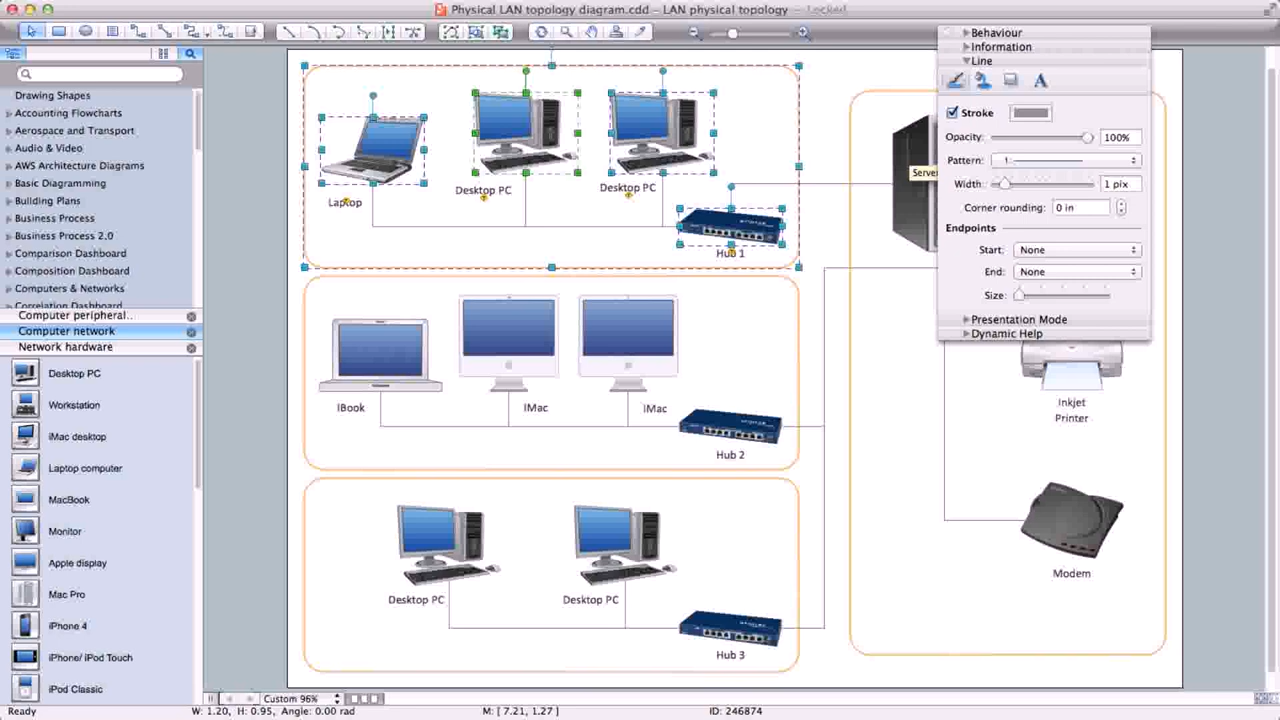 Physical LAN topology diagram.cdd – LAN physical topology – Locked
Drawing Shapes
Accounting Flowcharts
Aerospace and Transport
Audio & Video
AWS Architecture Diagrams
Basic Diagramming
Building Plans
Business Process
Business Process 2.0
Comparison Dashboard
Composition Dashboard
Computers & Networks
Correlation Dashboard
Computer peripheral..
Computer network
Network hardware
Desktop PC
Workstation
iMac desktop
Laptop computer
MacBook
Monitor
Apple display
Mac Pro
iPhone 4
iPhone/ iPod Touch
iPod Classic
Laptop
Desktop PC
Desktop PC
Hub 1
iBook
iMac
iMac
Hub 2
Desktop PC
Desktop PC
Hub 3
Server
Inkjet
Printer
Modem
Behaviour
Information
Line
Stroke
Opacity: 100%
Pattern: 1:
Width: 1 pix
Corner rounding: 0 in
Endpoints
Start: None
End: None
Size:
Presentation Mode
Dynamic Help
Custom 96%
Ready W: 1.20, H: 0.95, Angle: 0.00 rad M: [ 7.21, 1.27 ] ID: 246874